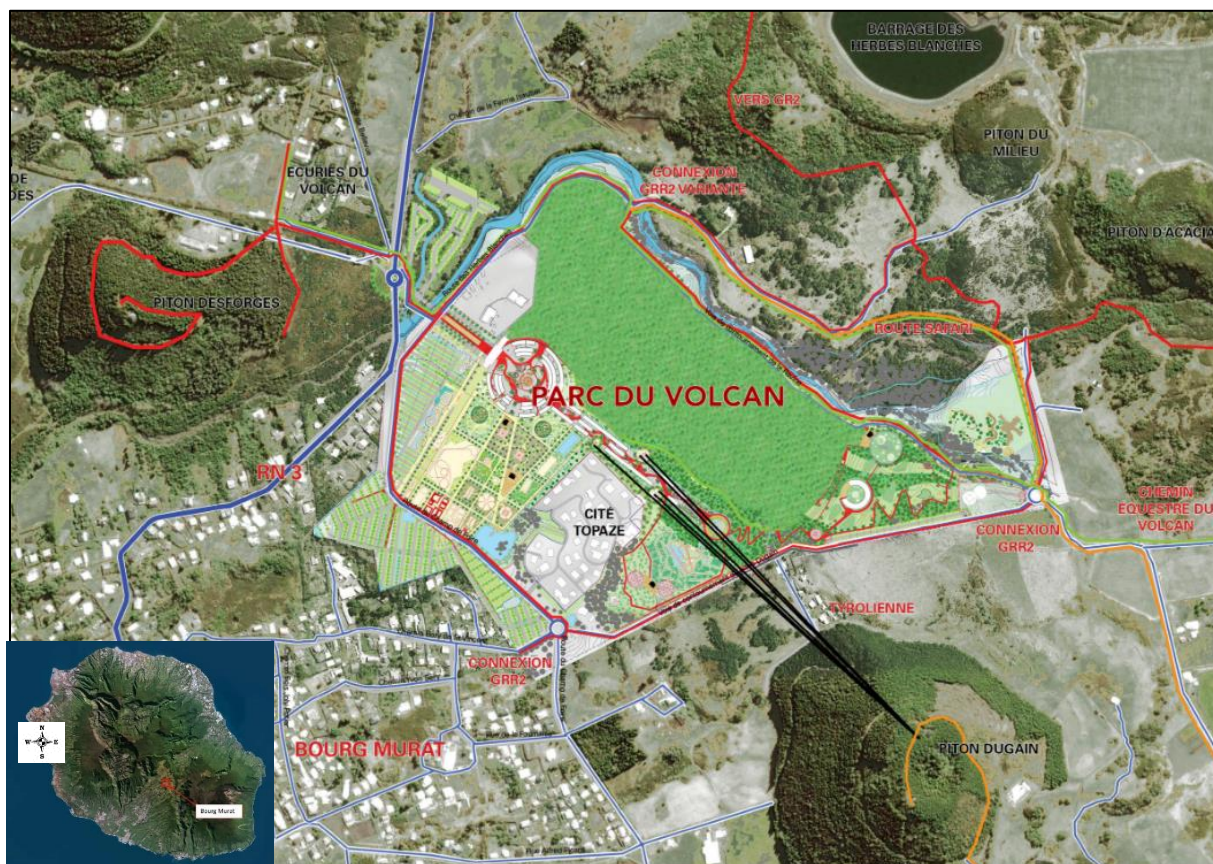 BARRAGE DES
HERBES BLANCHES
VERS GR2
PITON DU
MILIEU
ECURIES DU
VOLCAN
DE
DES
CONNEXION
GRR2 VARIANTE
PITON D'ACACIA
PITON DESFORGES
ROUTE SAFARI
PARC DU VOLCAN
RN 3
CITÉ
TOPAZE
CHEMIN
EQUESTRE DU
VOLCAN
CONNEXION
GRR2
TYROLIENNE
CONNEXION
GRR2
BOURG MURAT
PITON DUGAIN
N
W E
S
Bourg Murat